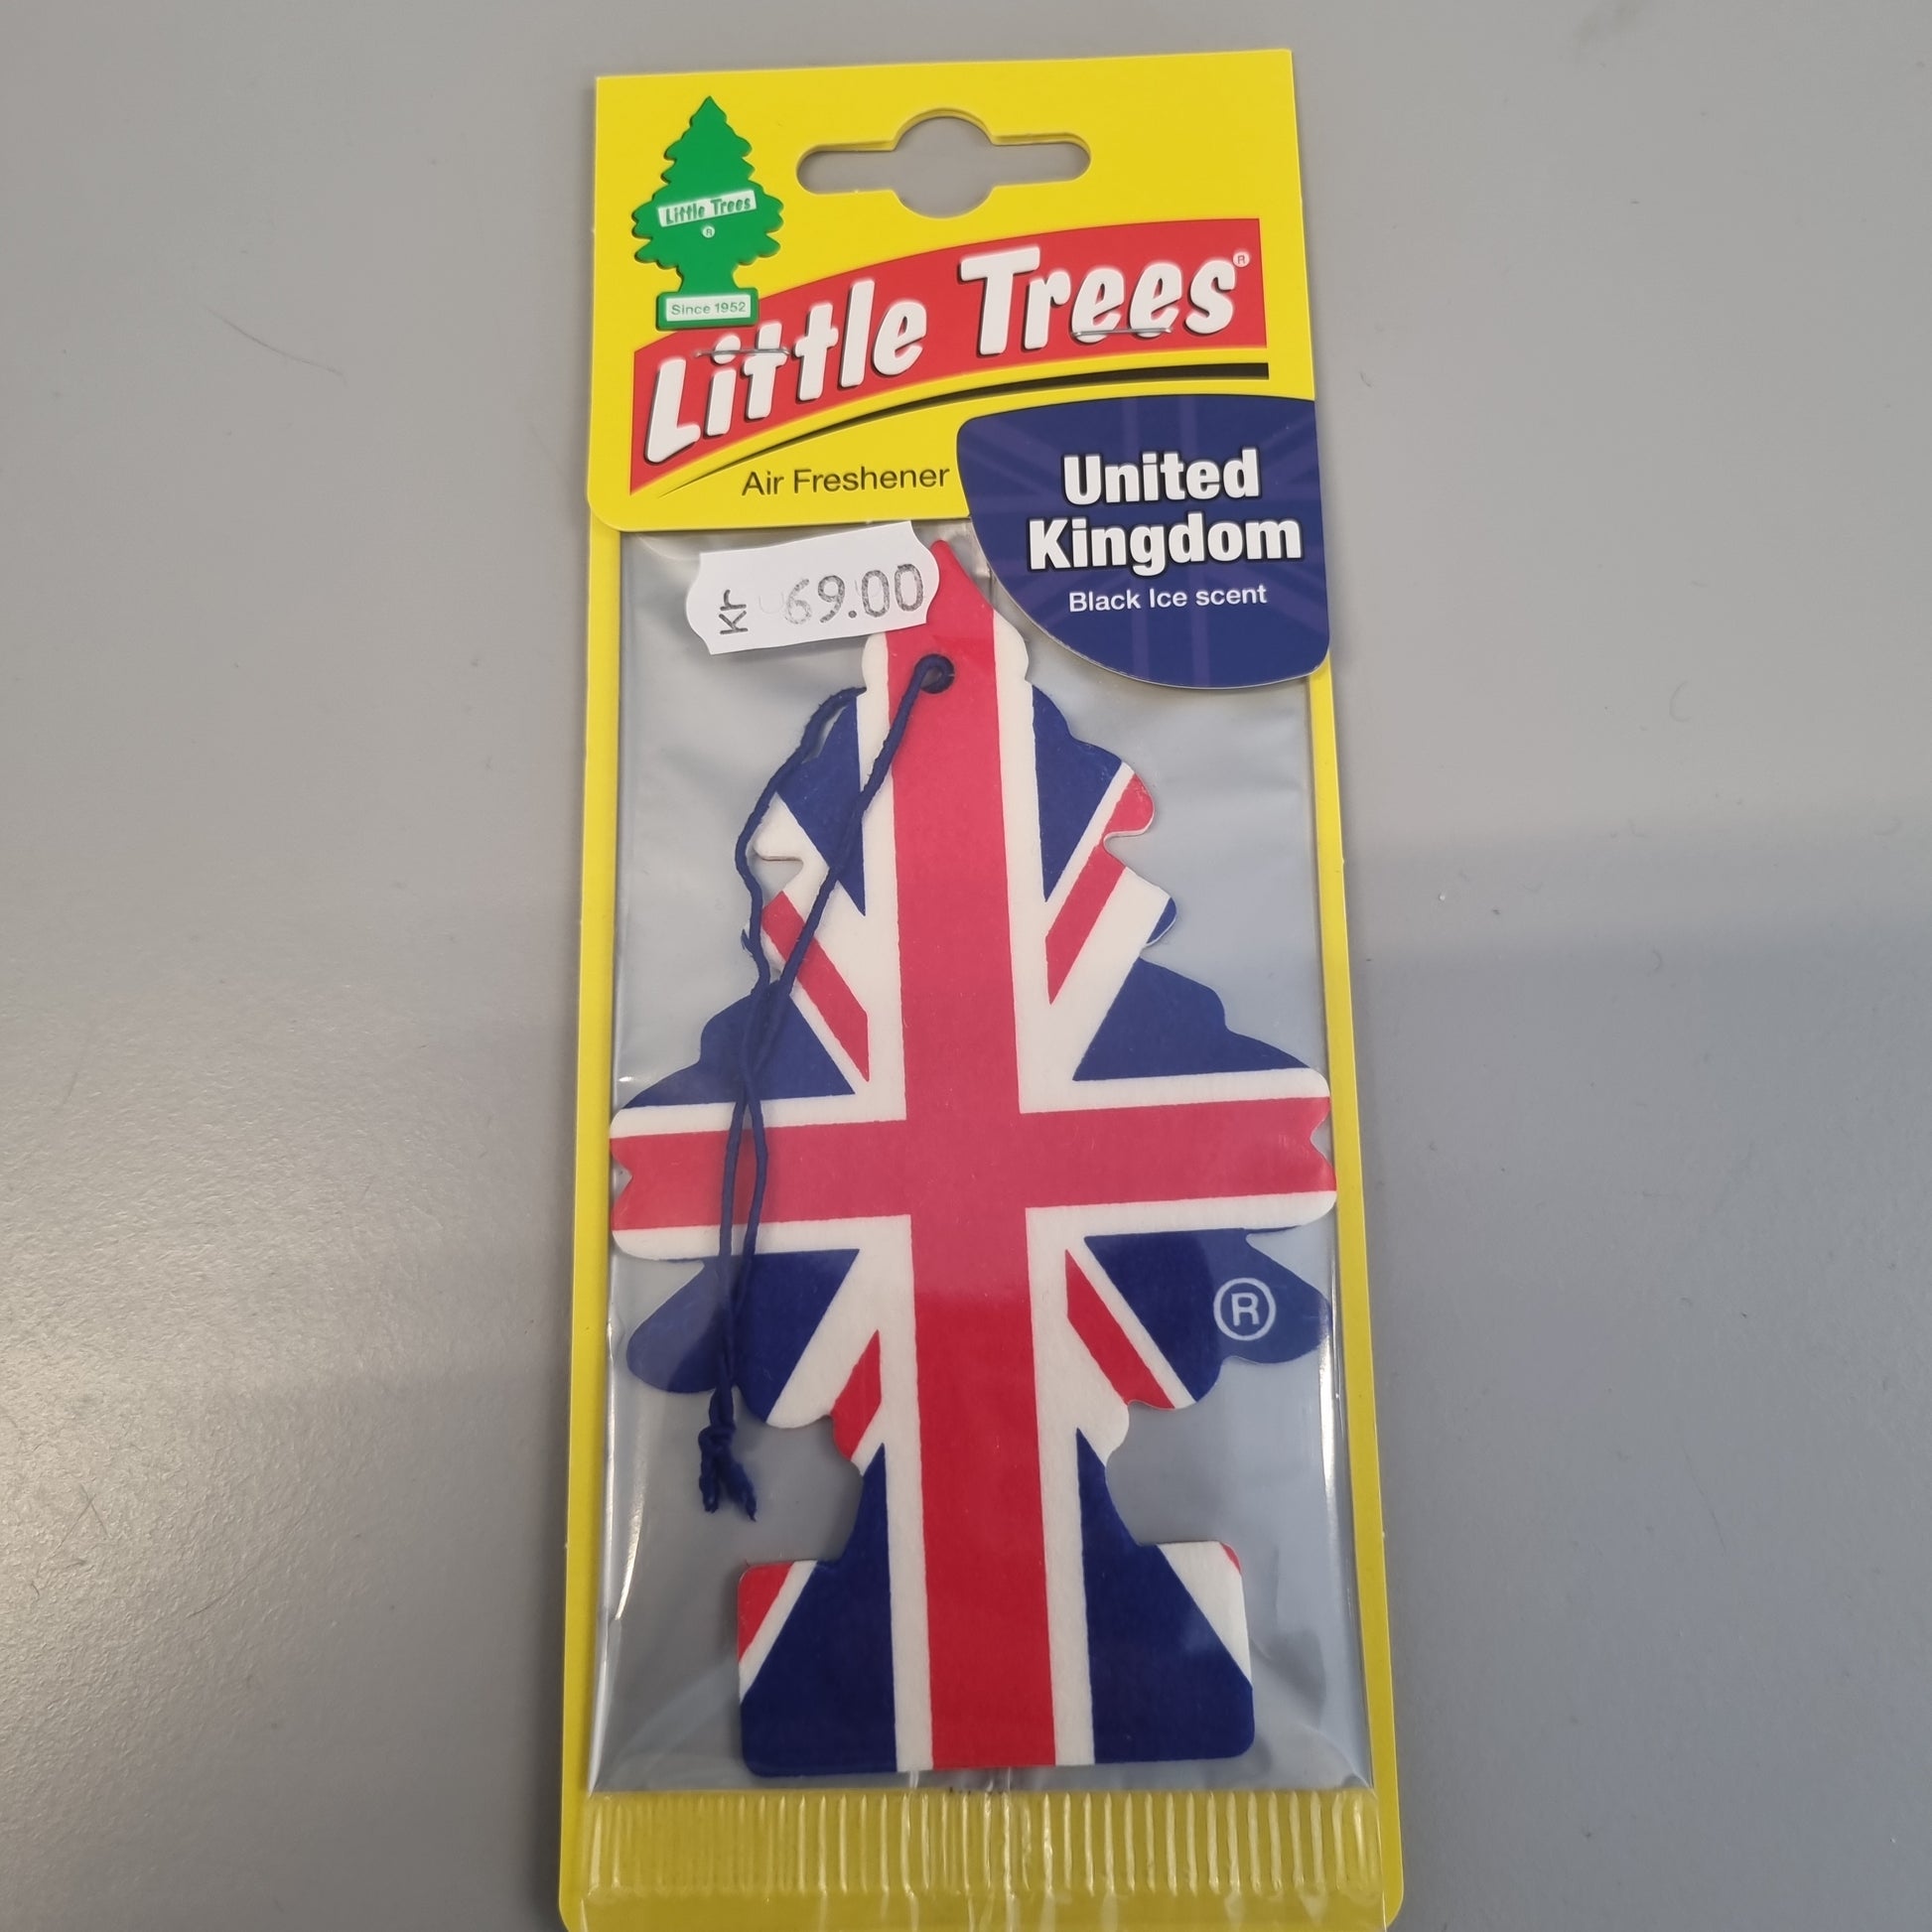 Little Trees
®
Since 1952
Little Trees®
Air Freshener
United
Kingdom
Black Ice scent
Kr 69.00
®